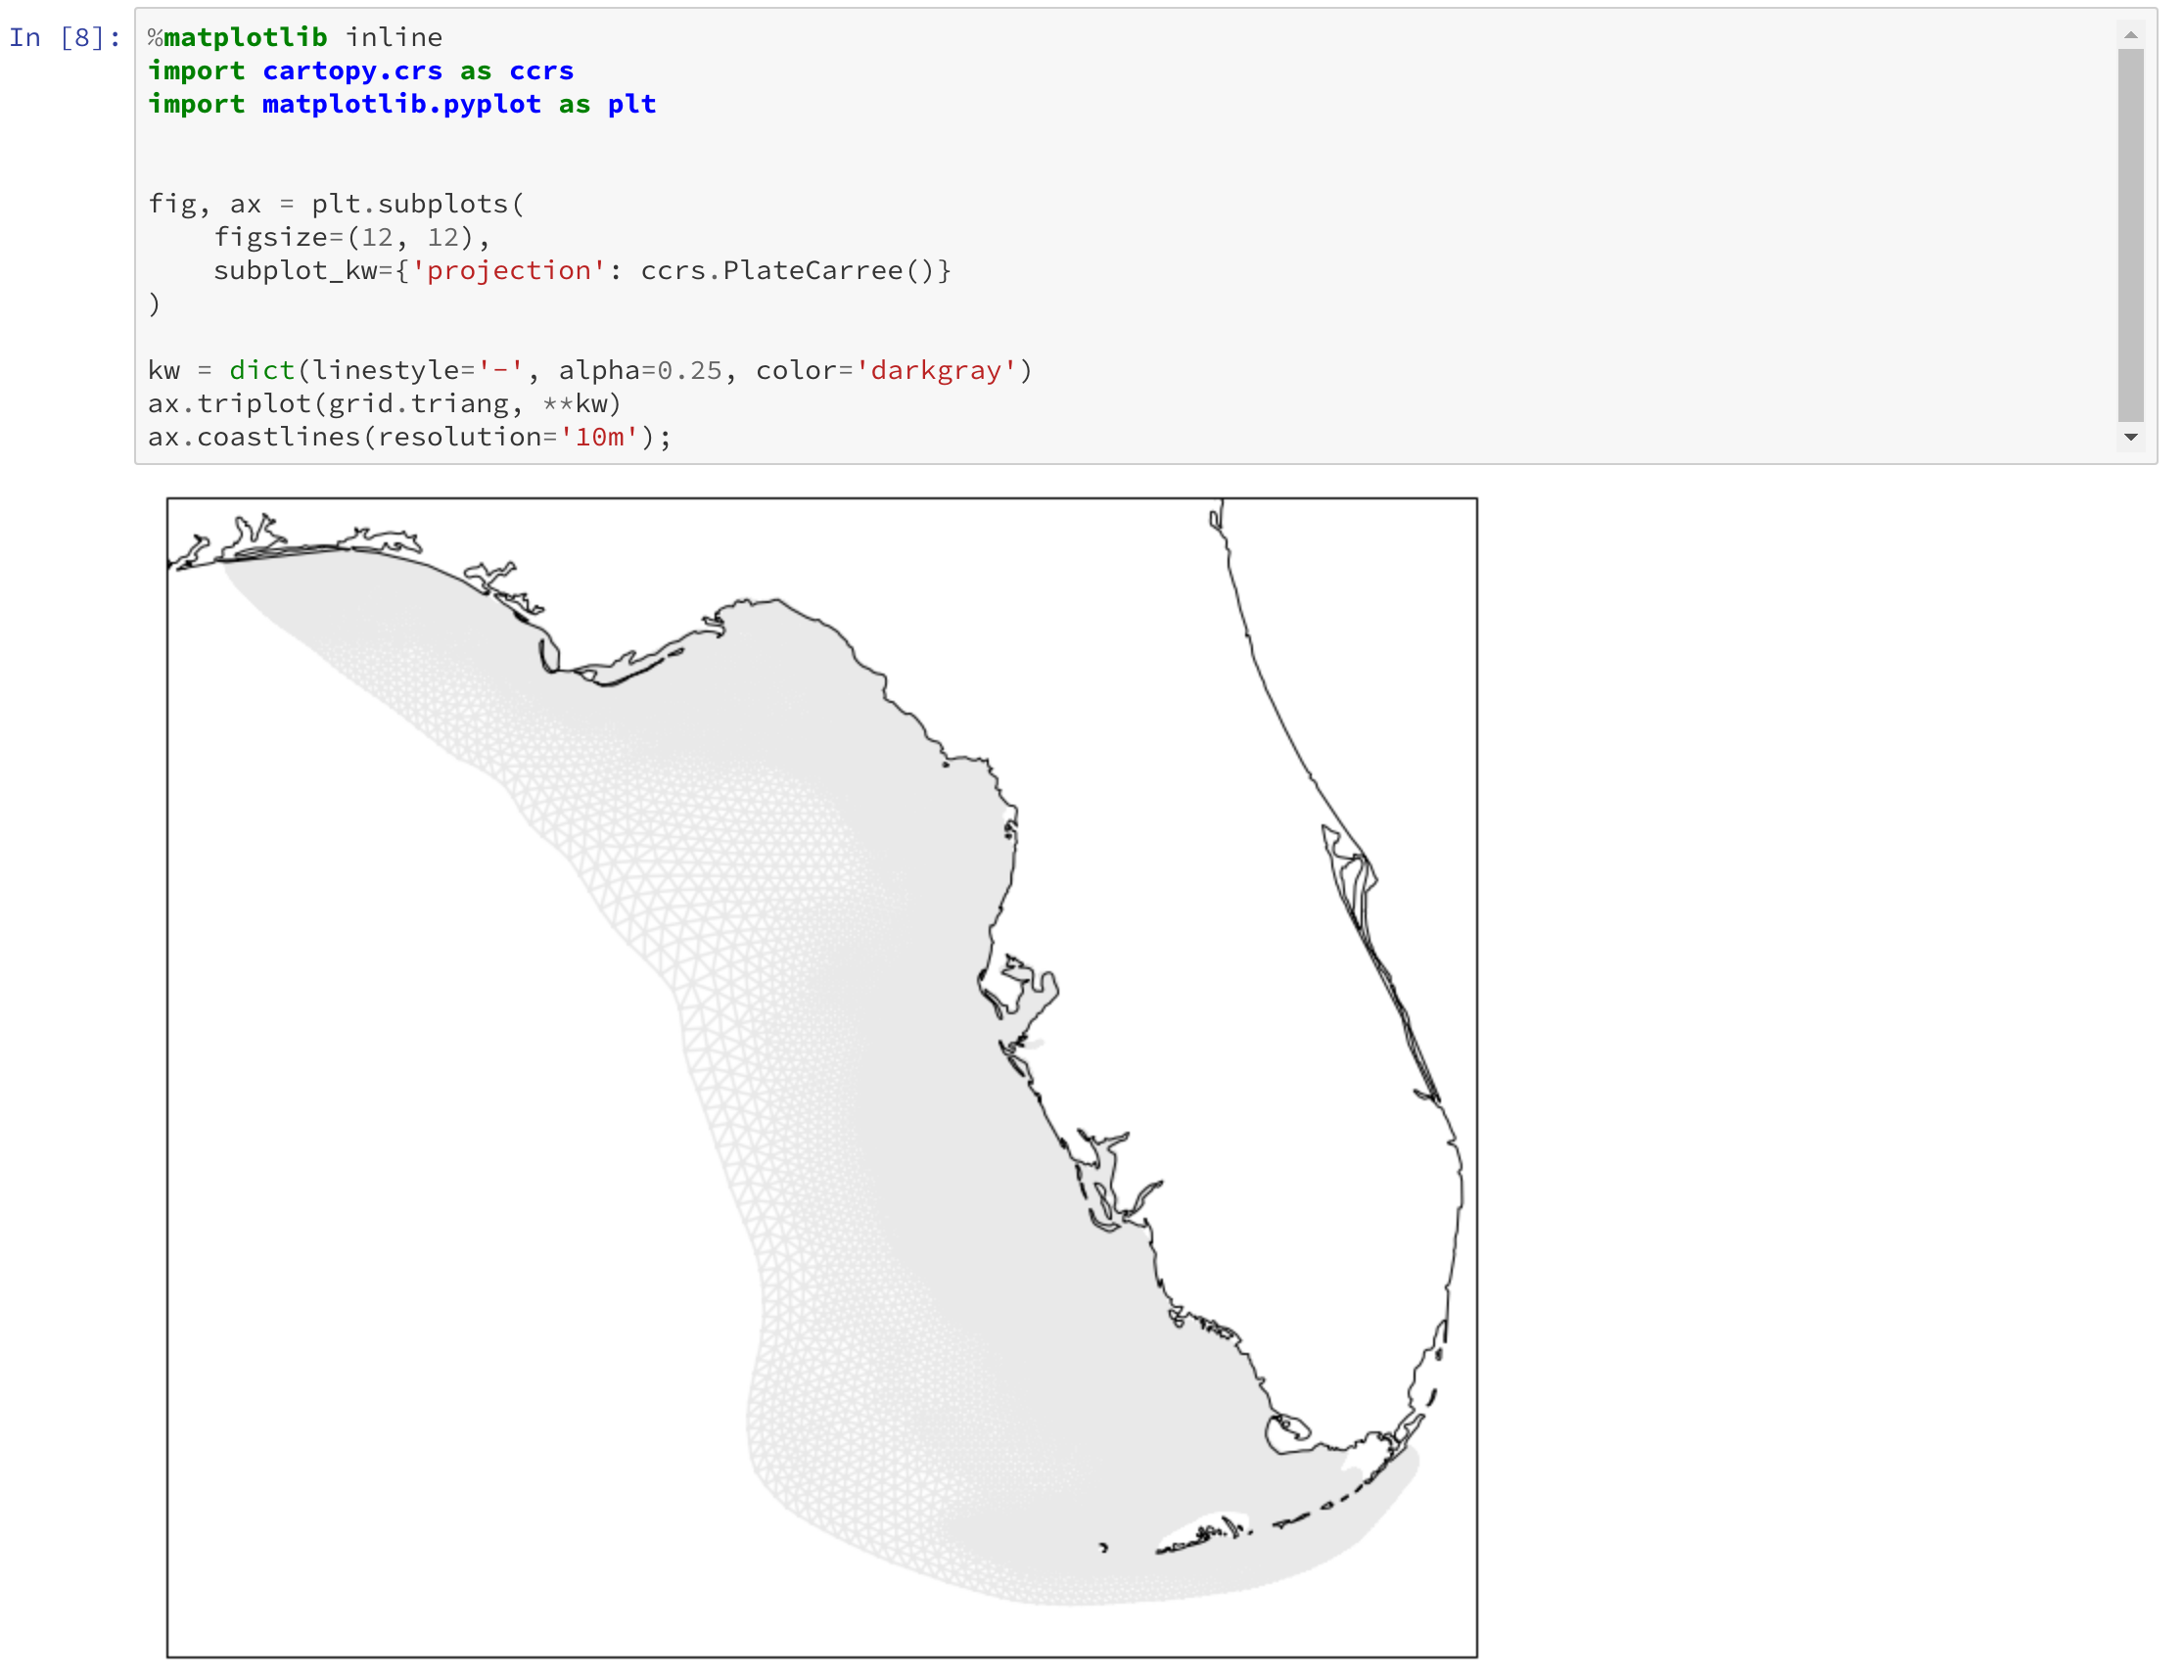 In [8]:
%matplotlib inline
import cartopy.crs as ccrs
import matplotlib.pyplot as plt
fig, ax = plt.subplots(
    figsize=(12, 12),
    subplot_kw={'projection': ccrs.PlateCarree()}
)
kw = dict(linestyle='-', alpha=0.25, color='darkgray')
ax.triplot(grid.triang, **kw)
ax.coastlines(resolution='10m');